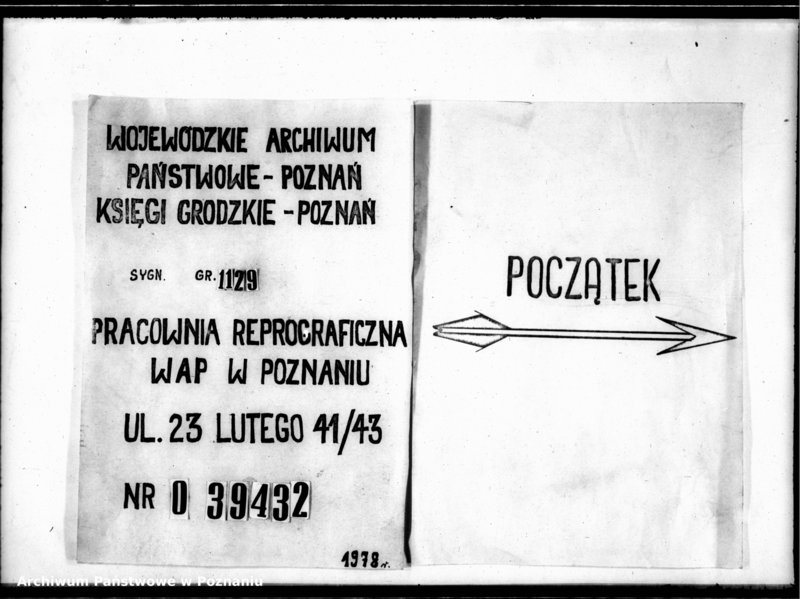 WOJEWÓDZKIE ARCHIWUM
PAŃSTWOWE - POZNAŃ
KSIĘGI GRODZKIE - POZNAŃ
SYGN. GR. 1129
PRACOWNIA REPROGRAFICZNA
WAP W POZNANIU
UL. 23 LUTEGO 41/43
NR O 39432
1978 r.
POCZĄTEK
Archiwum Państwowe w Poznaniu